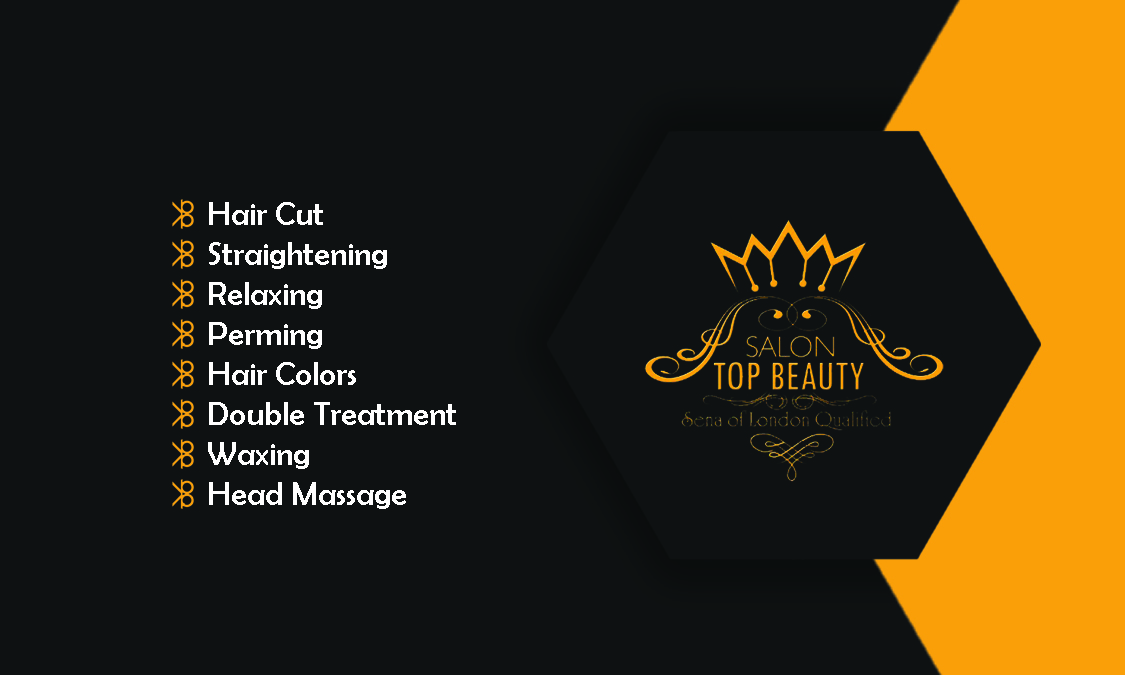 Hair Cut
Straightening
Relaxing
Perming
Hair Colors
Double Treatment
Waxing
Head Massage
SALON
TOP BEAUTY
Sena of London Qualified